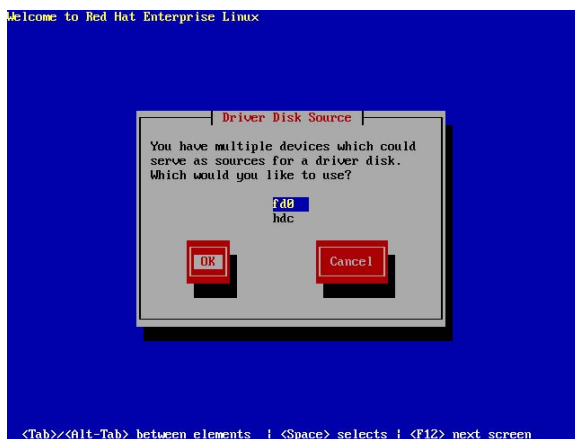 Welcome to Red Hat Enterprise Linux
Driver Disk Source
You have multiple devices which could
serve as sources for a driver disk.
Which would you like to use?
fd0
hdc
OK
Cancel
<Tab>/<Alt-Tab> between elements | <Space> selects | <F12> next screen